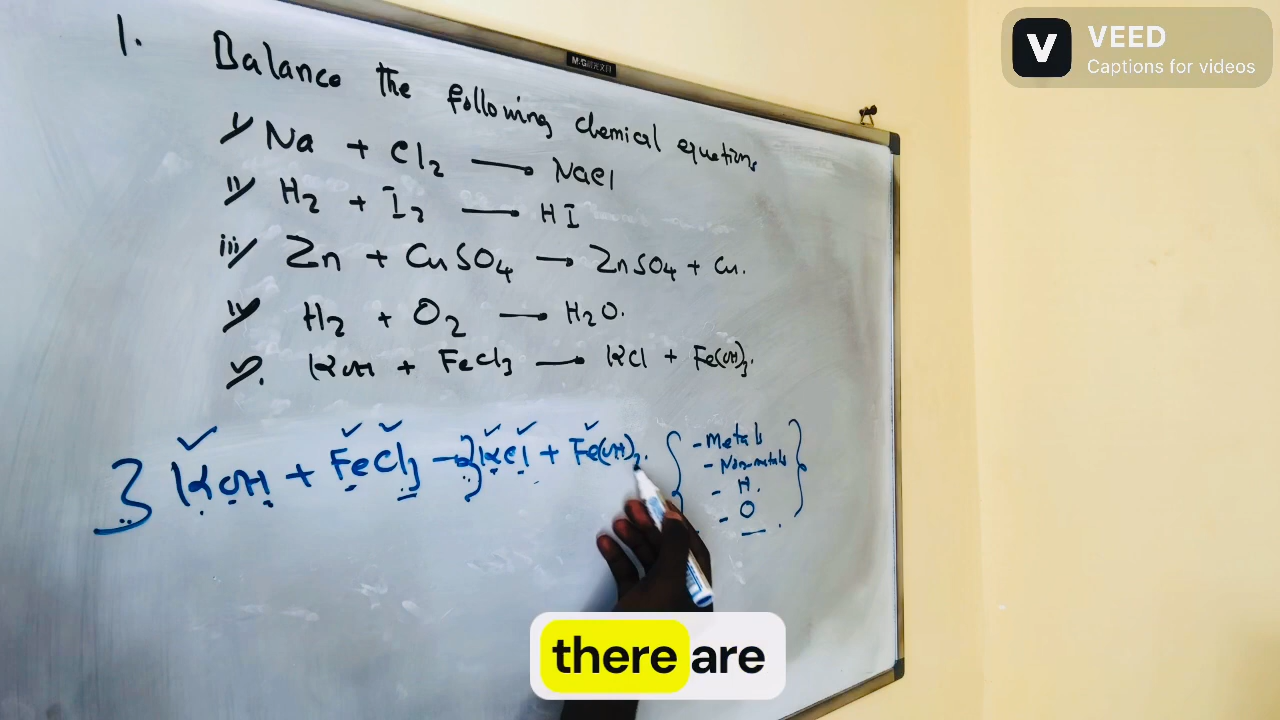 VEED
Captions for videos
M&G
1. Balance the following chemical equations
i/ Na + Cl₂ → NaCl
ii/ H₂ + I₂ → HI
iii/ Zn + CuSO₄ → ZnSO₄ + Cu.
iv/ H₂ + O₂ → H₂O.
v/. KOH + FeCl₃ → KCl + Fe(OH)₃.
3 KOH + FeCl₃ → 3 KCl + Fe(OH)₃.
- Metals
- Non-metals
- H.
- O
there are